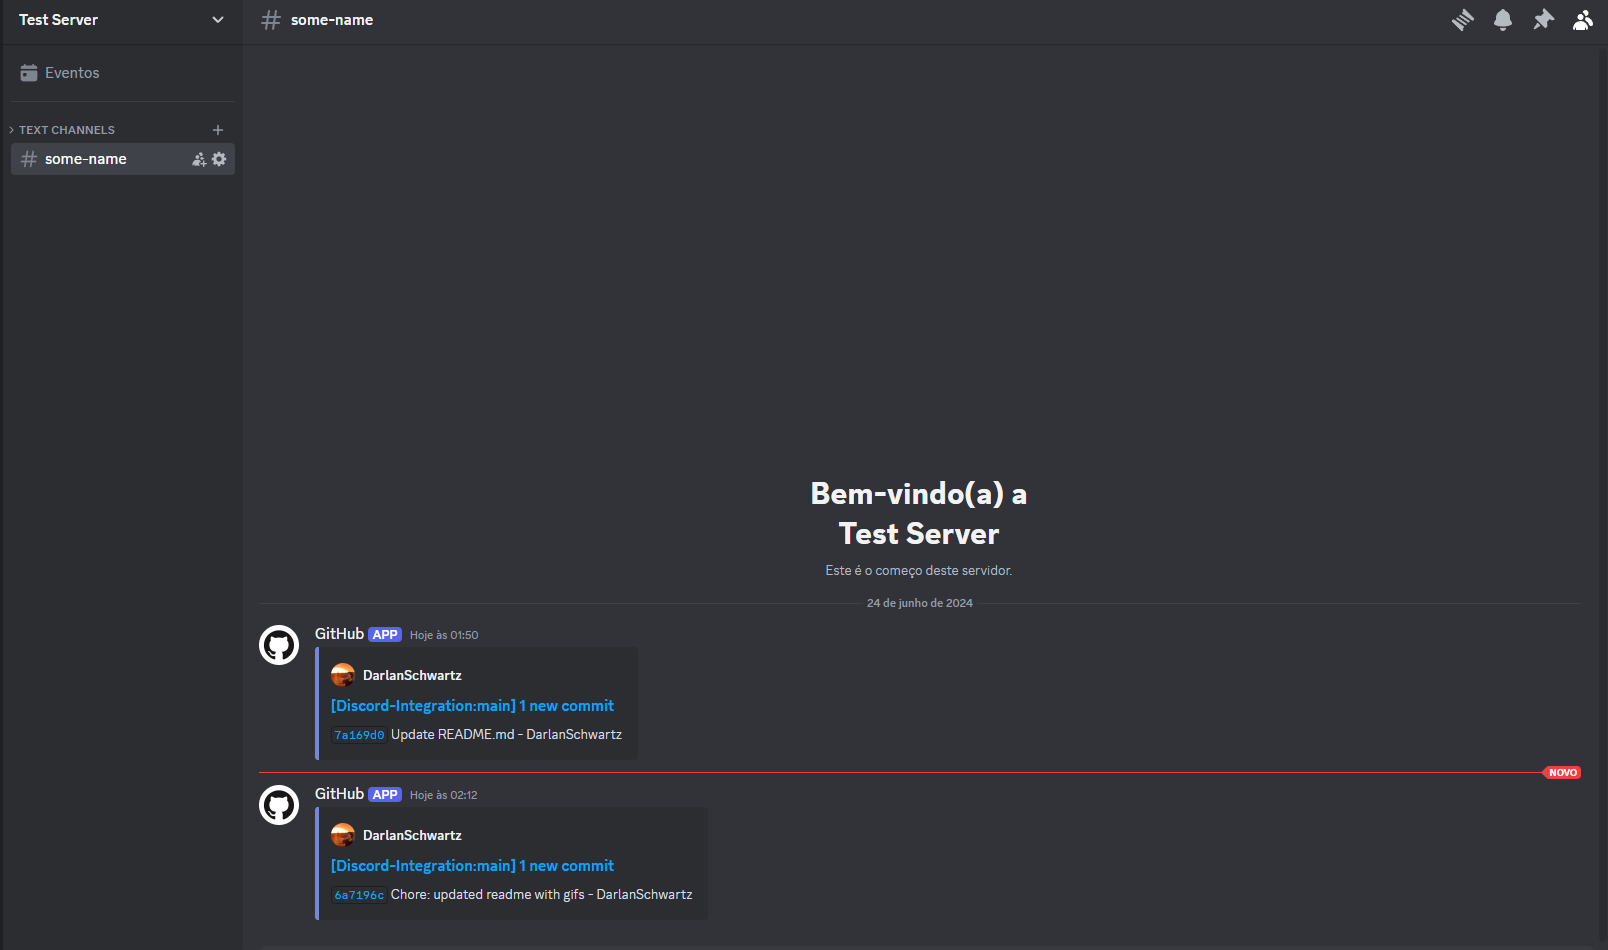 Test Server
# some-name
Eventos
TEXT CHANNELS
# some-name
Bem-vindo(a) a
Test Server
Este é o começo deste servidor.
24 de junho de 2024
GitHub APP Hoje às 01:50
DarlanSchwartz
[Discord-Integration:main] 1 new commit
7a169d0 Update README.md - DarlanSchwartz
NOVO
GitHub APP Hoje às 02:12
DarlanSchwartz
[Discord-Integration:main] 1 new commit
6a7196c Chore: updated readme with gifs - DarlanSchwartz